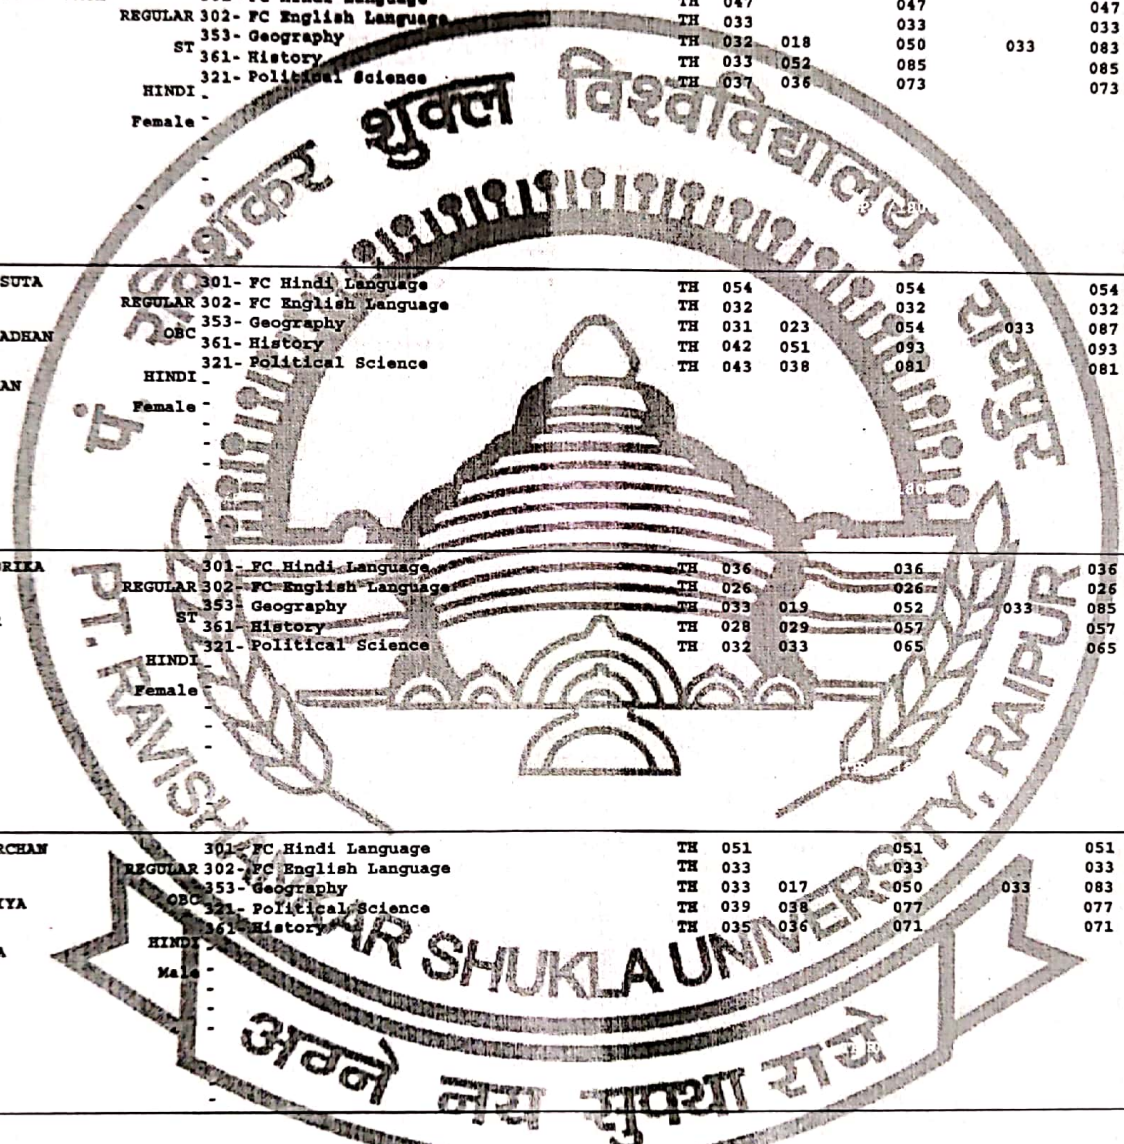 TH 047 047 047
REGULAR 302- FC English Language TH 033 033 033
353- Geography TH 032 018 050 033 083
ST 361- History TH 033 052 085 085
321- Political Science TH 037 036 073 073
HINDI -
Female -
पं. रविशंकर शुक्ल विश्वविद्यालय, रायपुर
SUTA 301- FC Hindi Language TH 054 054 054
REGULAR 302- FC English Language TH 032 032 032
353- Geography TH 031 023 054 033 087
ADHAN OBC 361- History TH 042 051 093 093
321- Political Science TH 043 038 081 081
AN HINDI -
Female -
RIKA 301- FC Hindi Language TH 036 036 036
REGULAR 302- FC English Language TH 026 026 026
353- Geography TH 033 019 052 033 085
ST 361- History TH 028 029 057 057
321- Political Science TH 032 033 065 065
HINDI -
Female -
PT. RAVISHANKAR SHUKLA UNIVERSITY, RAIPUR
RCHAN 301- FC Hindi Language TH 051 051 051
REGULAR 302- FC English Language TH 033 033 033
353- Geography TH 033 017 050 033 083
IYA OBC 321- Political Science TH 039 038 077 077
361- History TH 035 036 071 071
A HINDI -
Male -
अग्ने नय सुपथा राये